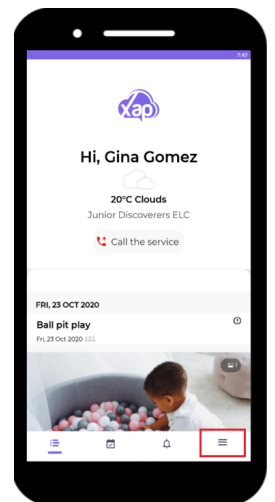 7:47
xap
Hi, Gina Gomez
20°C Clouds
Junior Discoverers ELC
Call the service
FRI, 23 OCT 2020
Ball pit play
Fri, 23 Oct 2020